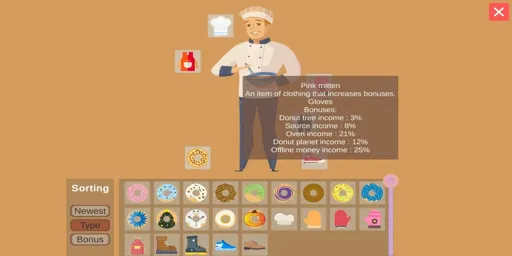 Pink mitten
An item of clothing that increases bonuses.
Gloves
Bonuses:
Donut tree income : 3%
Source income : 8%
Oven income : 21%
Donut planet income : 12%
Offline money income : 25%
Sorting
Newest
Type
Bonus